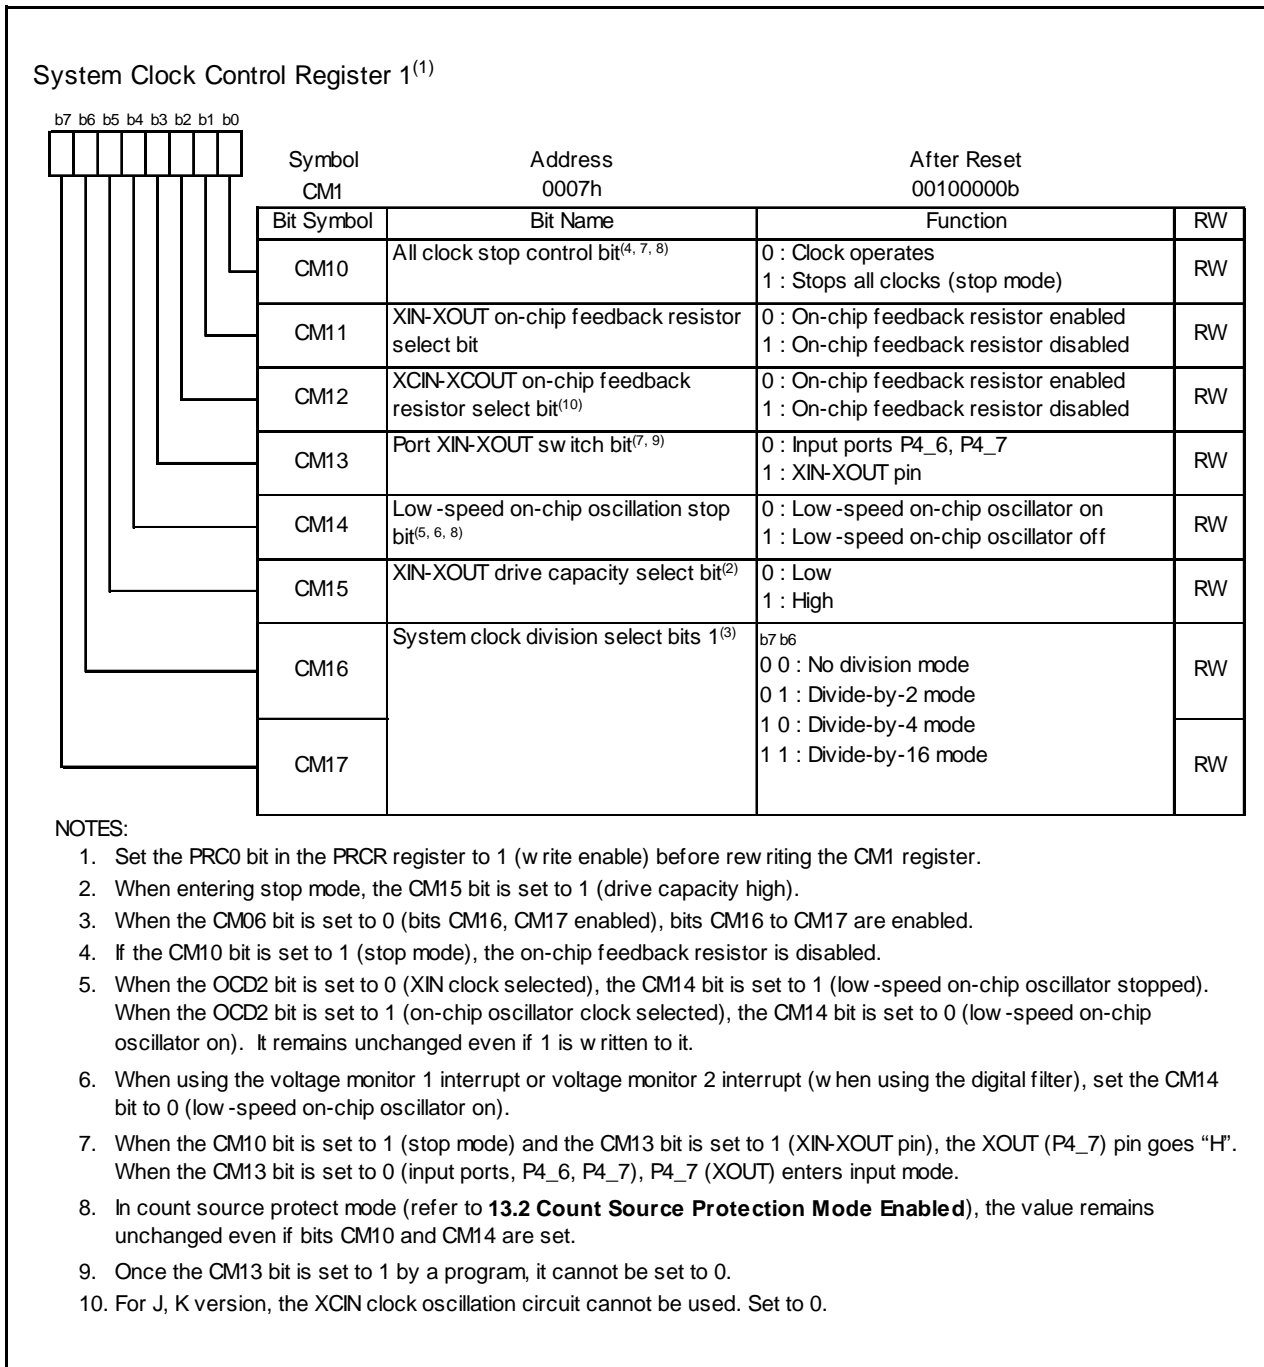 System Clock Control Register 1(1)
b7 b6 b5 b4 b3 b2 b1 b0
Symbol Address After Reset
CM1 0007h 00100000b
Bit Symbol Bit Name Function RW
CM10 All clock stop control bit(4, 7, 8) 0 : Clock operates RW
1 : Stops all clocks (stop mode)
CM11 XIN-XOUT on-chip feedback resistor 0 : On-chip feedback resistor enabled RW
select bit 1 : On-chip feedback resistor disabled
CM12 XCIN-XCOUT on-chip feedback 0 : On-chip feedback resistor enabled RW
resistor select bit(10) 1 : On-chip feedback resistor disabled
CM13 Port XIN-XOUT switch bit(7, 9) 0 : Input ports P4_6, P4_7 RW
1 : XIN-XOUT pin
CM14 Low-speed on-chip oscillation stop 0 : Low-speed on-chip oscillator on RW
bit(5, 6, 8) 1 : Low-speed on-chip oscillator off
CM15 XIN-XOUT drive capacity select bit(2) 0 : Low RW
1 : High
CM16 System clock division select bits 1(3) b7 b6 RW
0 0 : No division mode
0 1 : Divide-by-2 mode
1 0 : Divide-by-4 mode
CM17 1 1 : Divide-by-16 mode RW
NOTES:
1. Set the PRC0 bit in the PRCR register to 1 (write enable) before rewriting the CM1 register.
2. When entering stop mode, the CM15 bit is set to 1 (drive capacity high).
3. When the CM06 bit is set to 0 (bits CM16, CM17 enabled), bits CM16 to CM17 are enabled.
4. If the CM10 bit is set to 1 (stop mode), the on-chip feedback resistor is disabled.
5. When the OCD2 bit is set to 0 (XIN clock selected), the CM14 bit is set to 1 (low-speed on-chip oscillator stopped).
When the OCD2 bit is set to 1 (on-chip oscillator clock selected), the CM14 bit is set to 0 (low-speed on-chip
oscillator on). It remains unchanged even if 1 is written to it.
6. When using the voltage monitor 1 interrupt or voltage monitor 2 interrupt (when using the digital filter), set the CM14
bit to 0 (low-speed on-chip oscillator on).
7. When the CM10 bit is set to 1 (stop mode) and the CM13 bit is set to 1 (XIN-XOUT pin), the XOUT (P4_7) pin goes “H”.
When the CM13 bit is set to 0 (input ports, P4_6, P4_7), P4_7 (XOUT) enters input mode.
8. In count source protect mode (refer to 13.2 Count Source Protection Mode Enabled), the value remains
unchanged even if bits CM10 and CM14 are set.
9. Once the CM13 bit is set to 1 by a program, it cannot be set to 0.
10. For J, K version, the XCIN clock oscillation circuit cannot be used. Set to 0.